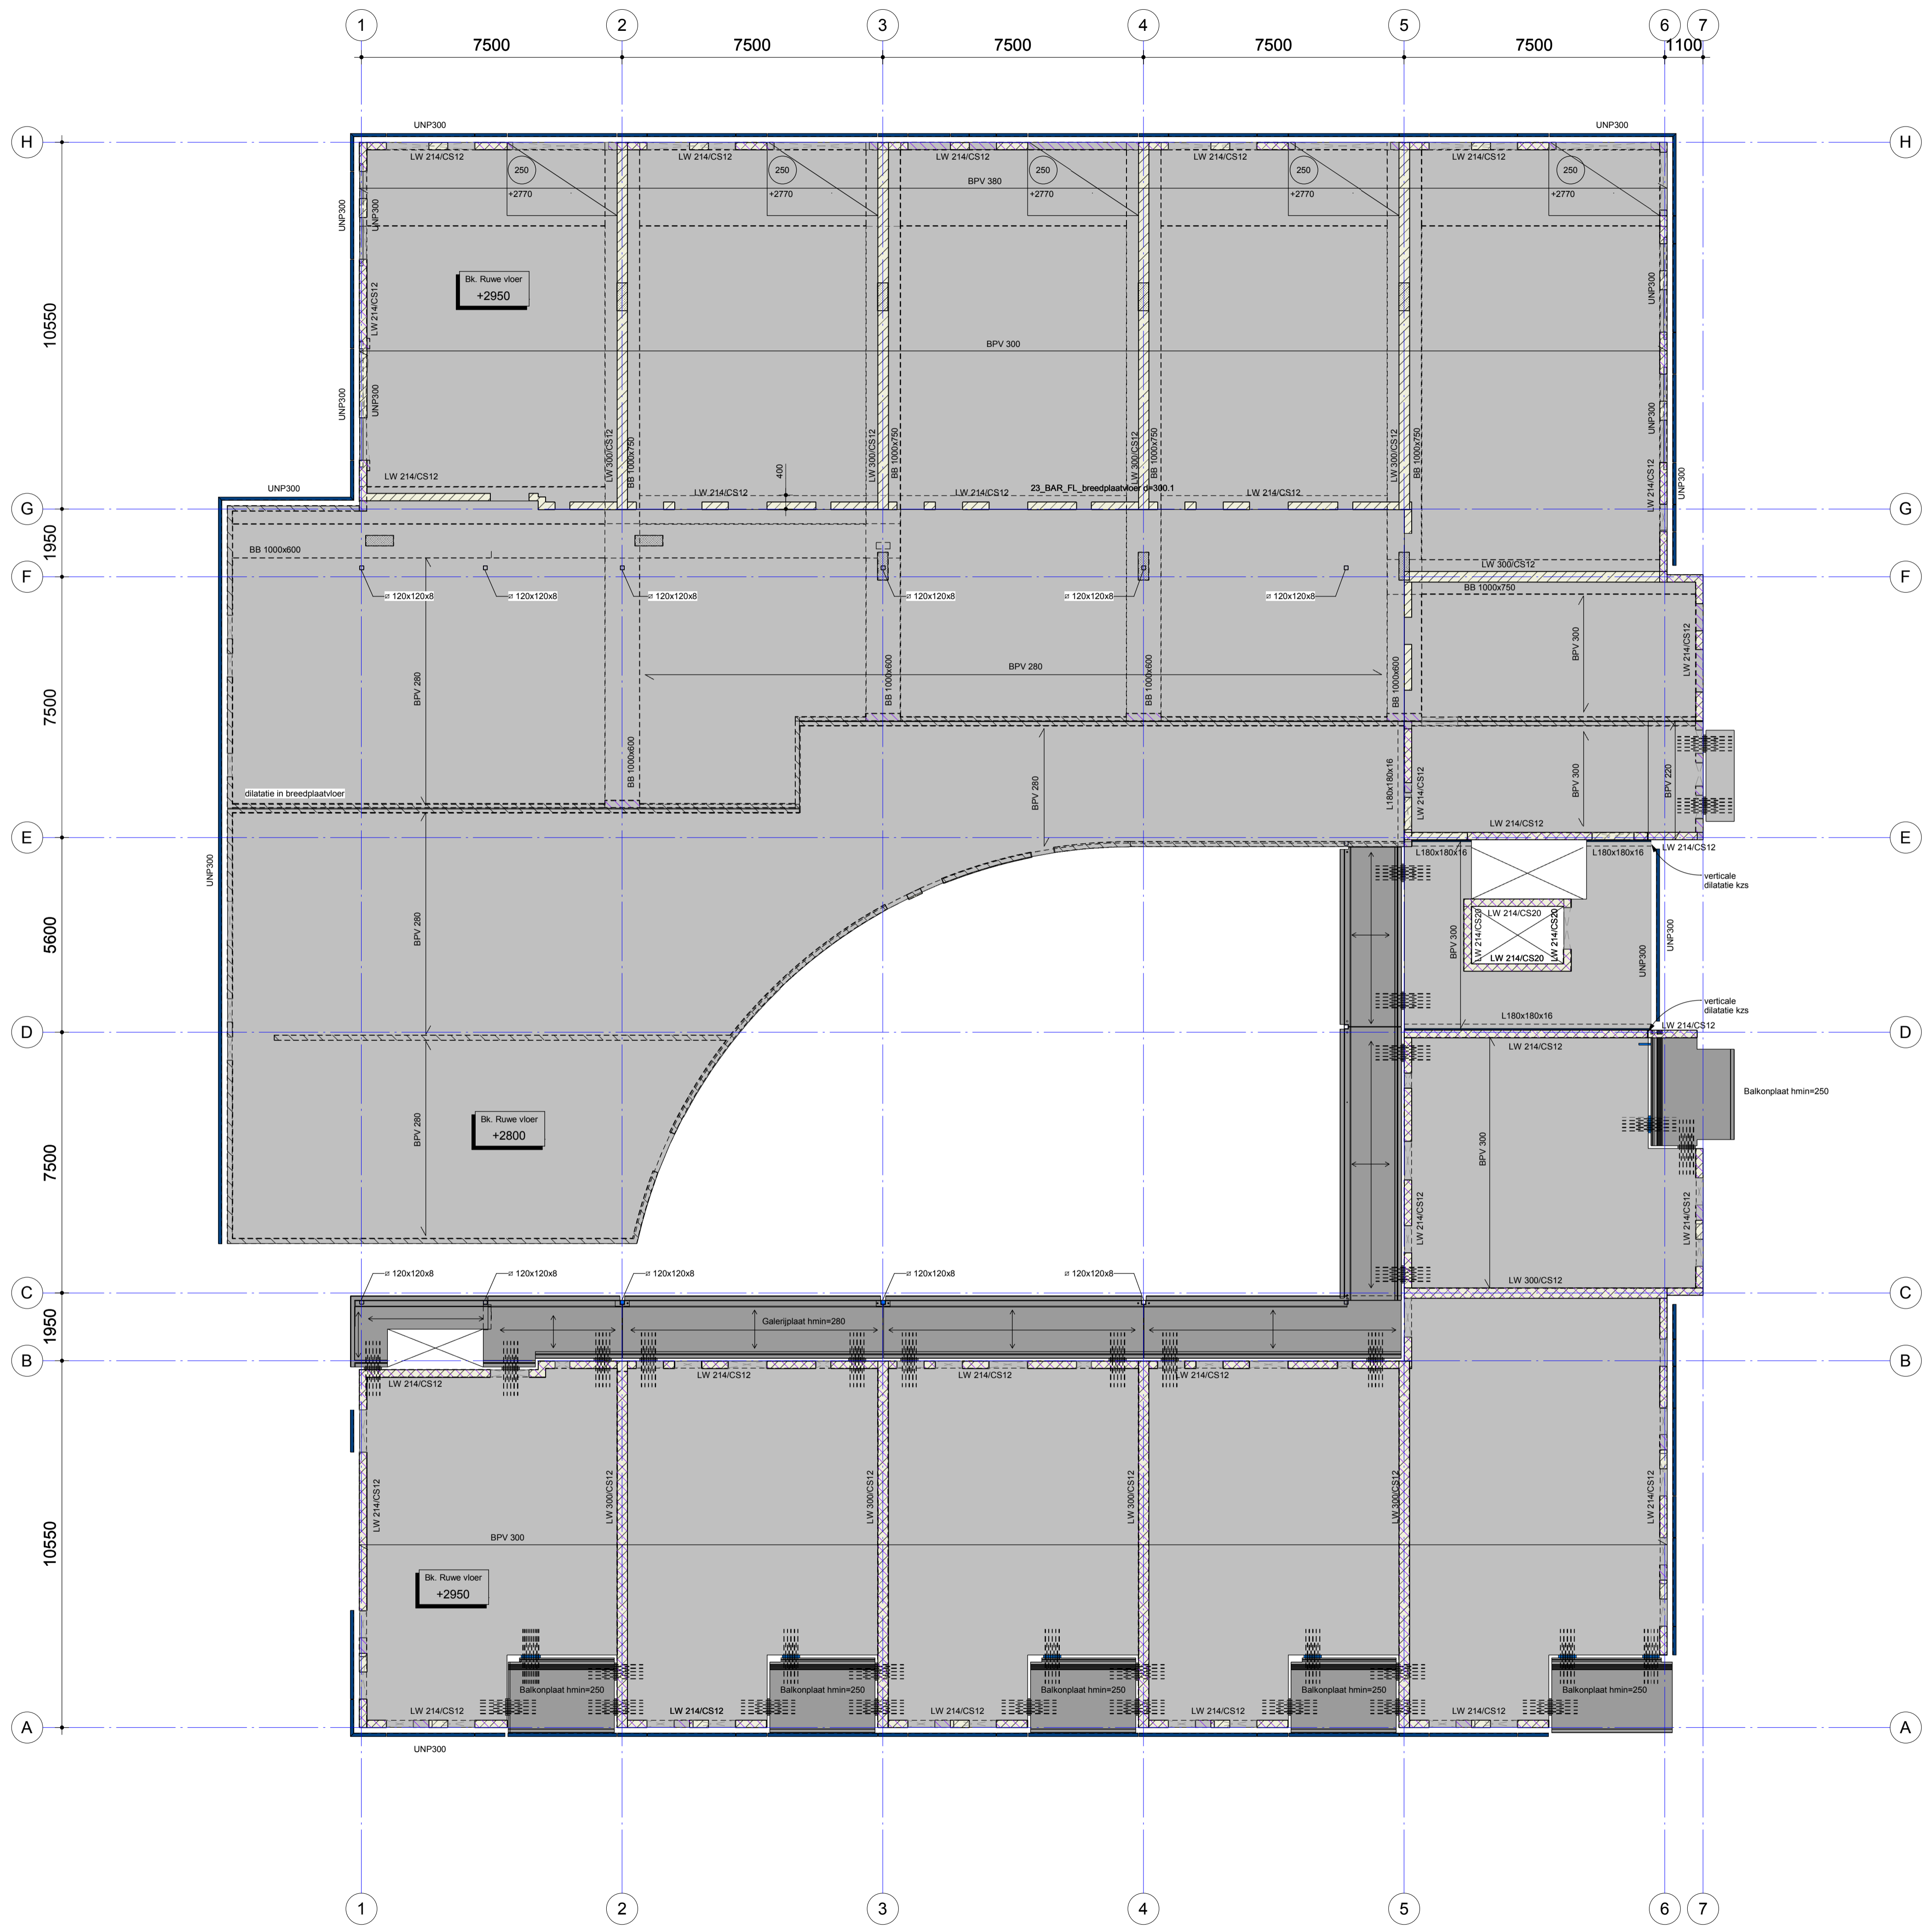 1 2 3 4 5 6 7
7500 7500 7500 7500 7500 1100
UNP300 UNP300
H H
LW 214/CS12 LW 214/CS12 LW 214/CS12 LW 214/CS12 LW 214/CS12
250 250 250 250 250
BPV 380
+2770 +2770 +2770 +2770 +2770
UNP300 UNP300
Bk. Ruwe vloer
+2950
UNP300
LW 214/CS12
10550
BPV 300
UNP300 UNP300
UNP300
LW 300/CS12 BB 1000x750
LW 300/CS12 BB 1000x750
LW 300/CS12 BB 1000x750
LW 300/CS12 BB 1000x750
LW 214/CS12
UNP300
400
LW 214/CS12
UNP300
23_BAR_FL_breedplaatvloer d=300.1
LW 214/CS12 LW 214/CS12 LW 214/CS12
G G
1950
BB 1000x600
LW 300/CS12
F F
BB 1000x750
⌀ 120x120x8 ⌀ 120x120x8 ⌀ 120x120x8 ⌀ 120x120x8 ⌀ 120x120x8 ⌀ 120x120x8
BPV 300
LW 214/CS12
BPV 280
BPV 280
BB 1000x600 BB 1000x600 BB 1000x600
7500
BB 1000x600
L180x180x16
LW 214/CS12
BPV 280
BPV 300
BPV 220
dilatatie in breedplaatvloer
LW 214/CS12
E E
L180x180x16 L180x180x16 LW 214/CS12
UNP300
verticale
dilatatie kzs
5600
BPV 280
LW 214/CS20
LW 214/CS20
LW 214/CS20
LW 214/CS20
BPV 300
UNP300
UNP300
verticale
dilatatie kzs
L180x180x16
LW 214/CS12
D D
LW 214/CS12
Balkonplaat hmin=250
Bk. Ruwe vloer
+2800
BPV 280
BPV 300
7500
LW 214/CS12
LW 214/CS12
⌀ 120x120x8 ⌀ 120x120x8 ⌀ 120x120x8 ⌀ 120x120x8 ⌀ 120x120x8
LW 300/CS12
C C
1950
Galerijplaat hmin=280
B B
LW 214/CS12 LW 214/CS12 LW 214/CS12 LW 214/CS12
LW 214/CS12
LW 300/CS12
LW 300/CS12
LW 300/CS12
LW 300/CS12
LW 214/CS12
10550
BPV 300
Bk. Ruwe vloer
+2950
Balkonplaat hmin=250 Balkonplaat hmin=250 Balkonplaat hmin=250 Balkonplaat hmin=250 Balkonplaat hmin=250
LW 214/CS12 LW 214/CS12 LW 214/CS12 LW 214/CS12 LW 214/CS12
A A
UNP300
1 2 3 4 5 6 7